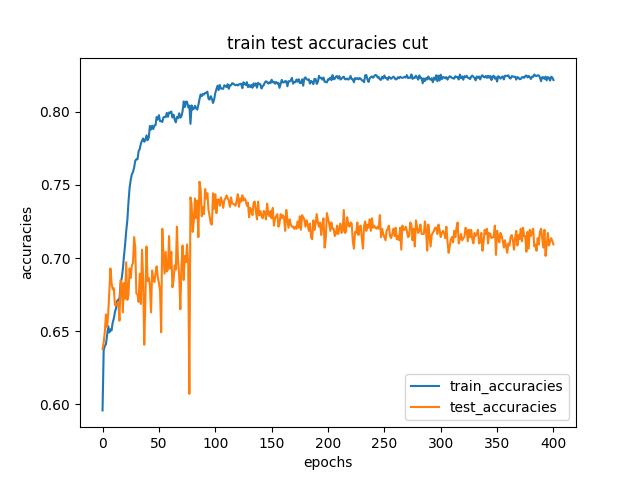 train test accuracies cut
accuracies
0.80
0.75
0.70
0.65
0.60
0 50 100 150 200 250 300 350 400
epochs
train_accuracies
test_accuracies